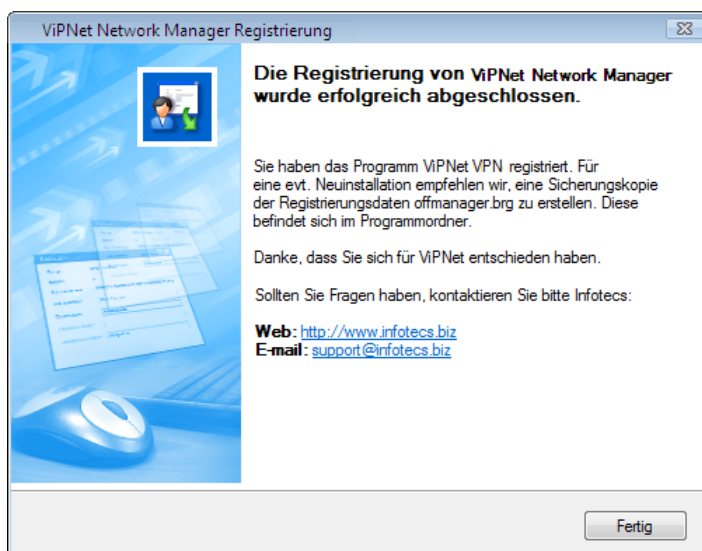 ViPNet Network Manager Registrierung
Die Registrierung von ViPNet Network Manager
wurde erfolgreich abgeschlossen.
Sie haben das Programm ViPNet VPN registriert. Für
eine evt. Neuinstallation empfehlen wir, eine Sicherungskopie
der Registrierungsdaten offmanager.brg zu erstellen. Diese
befindet sich im Programmordner.
Danke, dass Sie sich für ViPNet entschieden haben.
Sollten Sie Fragen haben, kontaktieren Sie bitte Infotecs:
Web: http://www.infotecs.biz
E-mail: support@infotecs.biz
Fertig